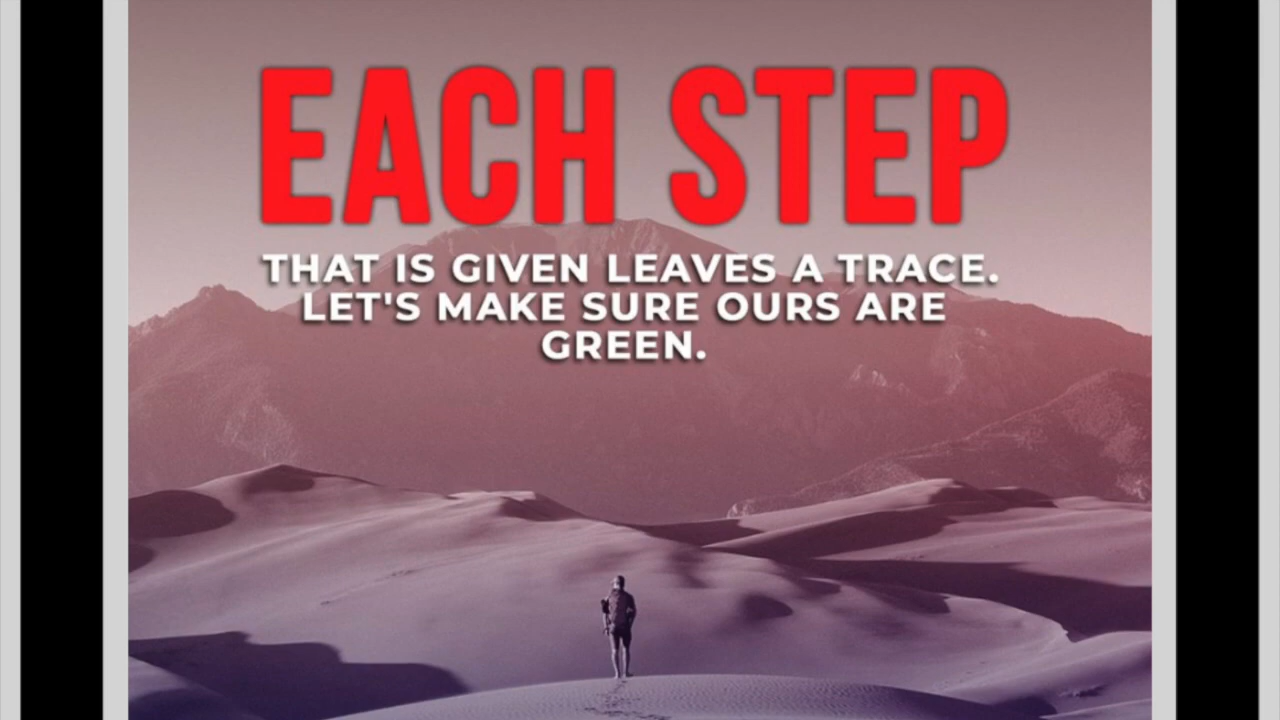 EACH STEP
THAT IS GIVEN LEAVES A TRACE.
LET'S MAKE SURE OURS ARE
GREEN.